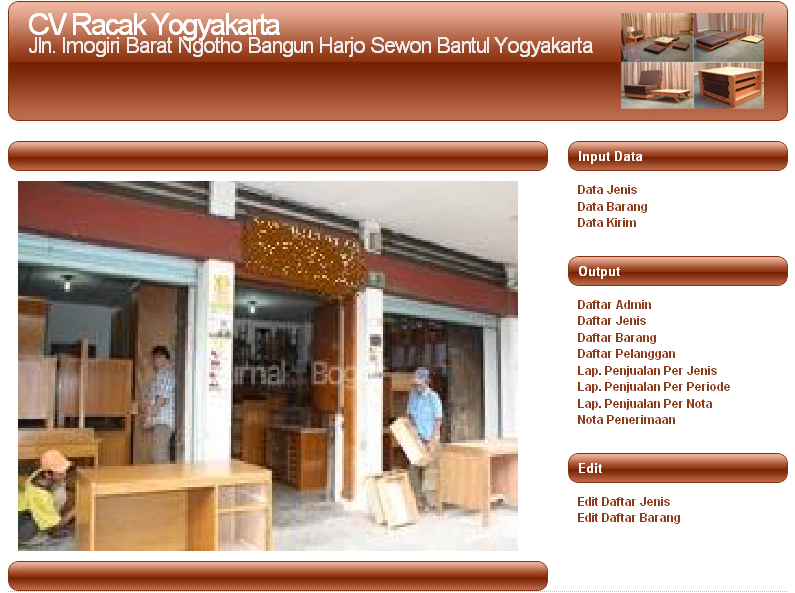 CV Racak Yogyakarta
Jln. Imogiri Barat Ngotho Bangun Harjo Sewon Bantul Yogyakarta
Input Data
Data Jenis
Data Barang
Data Kirim
Output
Daftar Admin
Daftar Jenis
Daftar Barang
Daftar Pelanggan
Lap. Penjualan Per Jenis
Lap. Penjualan Per Periode
Lap. Penjualan Per Nota
Nota Penerimaan
Edit
Edit Daftar Jenis
Edit Daftar Barang